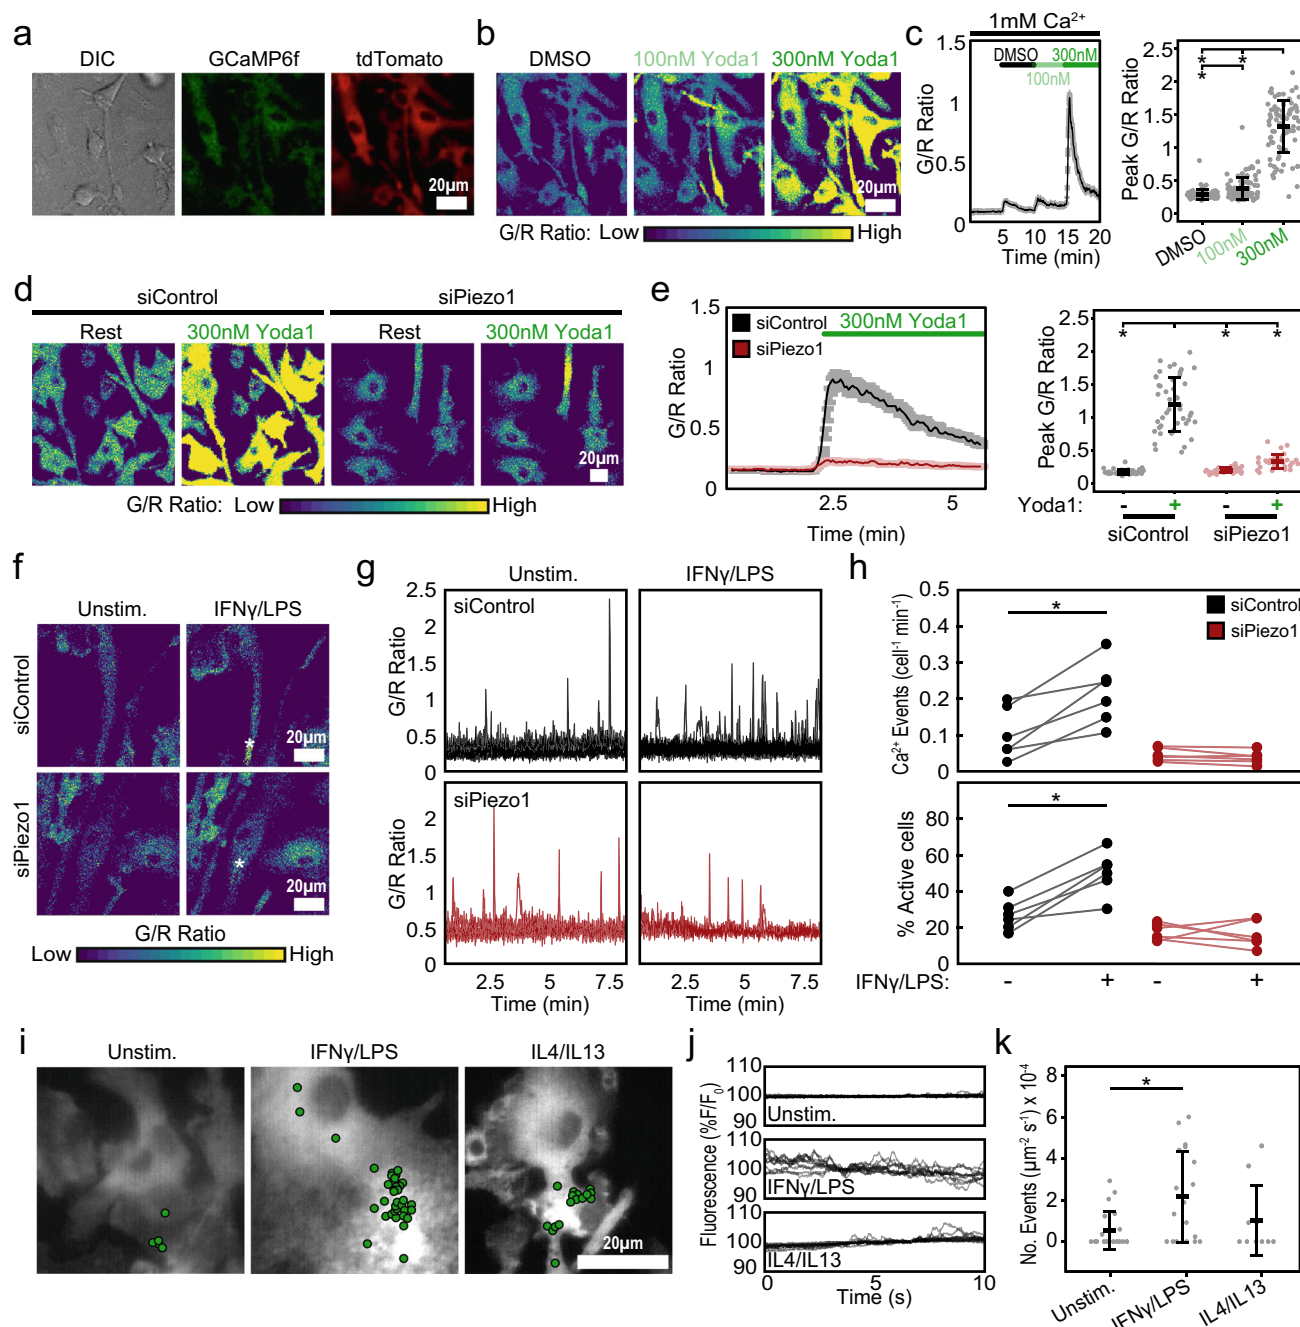 a
DIC
GCaMP6f
tdTomato
20µm
b
DMSO
100nM Yoda1
300nM Yoda1
20µm
G/R Ratio: Low High
c
1mM Ca²⁺
DMSO
300nM
100nM
G/R Ratio
1.5
1
0.5
0
5 10 15 20
Time (min)
Peak G/R Ratio
2.5
2.0
1.5
1.0
0.5
0
*
*
*
DMSO
100nM
300nM
d
siControl
siPiezo1
Rest
300nM Yoda1
Rest
300nM Yoda1
20µm
G/R Ratio: Low High
e
siControl
siPiezo1
300nM Yoda1
G/R Ratio
1.5
1
0.5
0
2.5 5
Time (min)
Peak G/R Ratio
2.5
2.0
1.5
1.0
0.5
0
* * *
Yoda1: - + - +
siControl siPiezo1
f
Unstim.
IFNγ/LPS
siControl
*
20µm
siPiezo1
*
20µm
G/R Ratio
Low High
g
Unstim.
IFNγ/LPS
siControl
G/R Ratio
2.5
2
1.5
1
0.5
0
siPiezo1
G/R Ratio
2
1.5
1
0.5
0
2.5 5 7.5
Time (min)
2.5 5 7.5
Time (min)
h
siControl
siPiezo1
Ca²⁺ Events (cell⁻¹ min⁻¹)
0.5
0.4
0.3
0.2
0.1
0
*
% Active cells
80
60
40
20
0
*
IFNγ/LPS: - + - +
i
Unstim.
IFNγ/LPS
IL4/IL13
20µm
j
Fluorescence (%F/F₀)
110
100
90
Unstim.
110
100
90
IFNγ/LPS
110
100
90
IL4/IL13
0 5 10
Time (s)
k
No. Events (µm⁻² s⁻¹) x 10⁻⁴
8
6
4
2
0
*
Unstim.
IFNγ/LPS
IL4/IL13